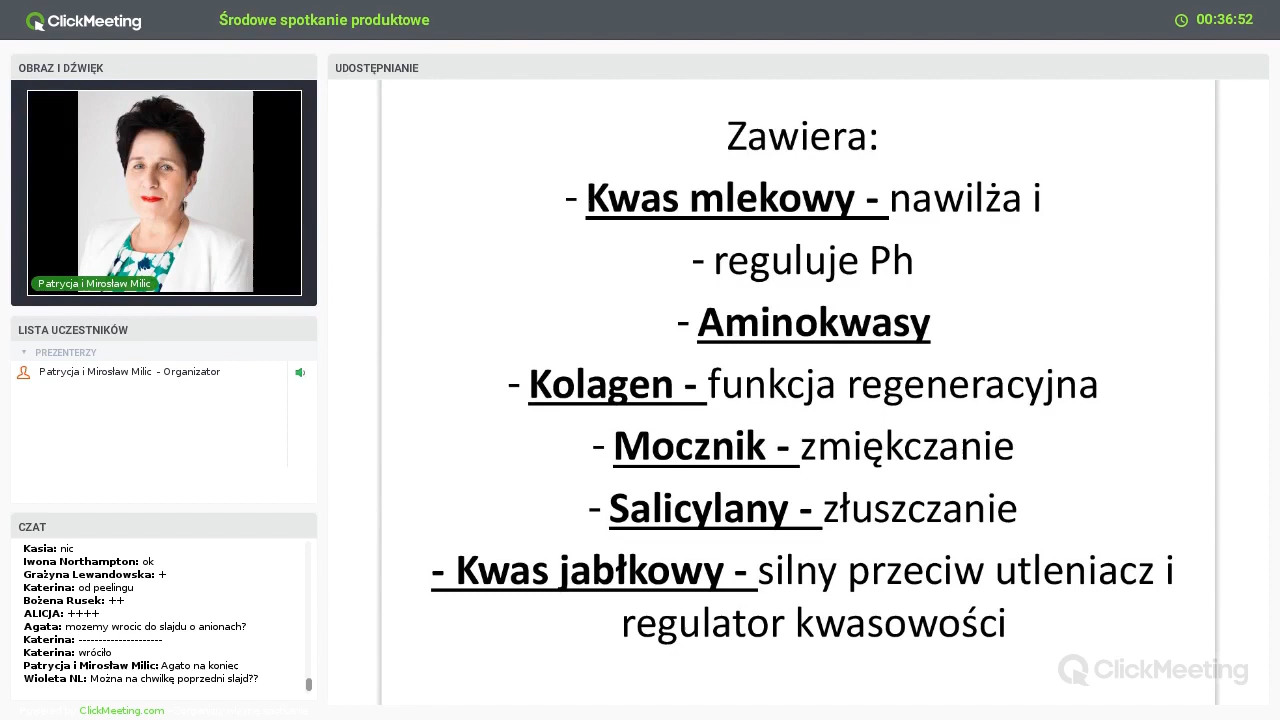 ClickMeeting
Środowe spotkanie produktowe
00:36:52
OBRAZ I DŹWIĘK
Patrycja i Mirosław Milic
LISTA UCZESTNIKÓW
PREZENTERZY
Patrycja i Mirosław Milic - Organizator
CZAT
Kasia: nic
Iwona Northampton: ok
Grażyna Lewandowska: +
Katerina: od peelingu
Bożena Rusek: ++
ALICJA: ++++
Agata: mozemy wrocic do slajdu o anionach?
Katerina: ---------------------
Katerina: wróciło
Patrycja i Mirosław Milic: Agato na koniec
Wioleta NL: Można na chwilkę poprzedni slajd??
ClickMeeting.com
UDOSTĘPNIANIE
Zawiera:
- Kwas mlekowy - nawilża i
- reguluje Ph
- Aminokwasy
- Kolagen - funkcja regeneracyjna
- Mocznik - zmiękczanie
- Salicylany - złuszczanie
- Kwas jabłkowy - silny przeciw utleniacz i
regulator kwasowości
ClickMeeting